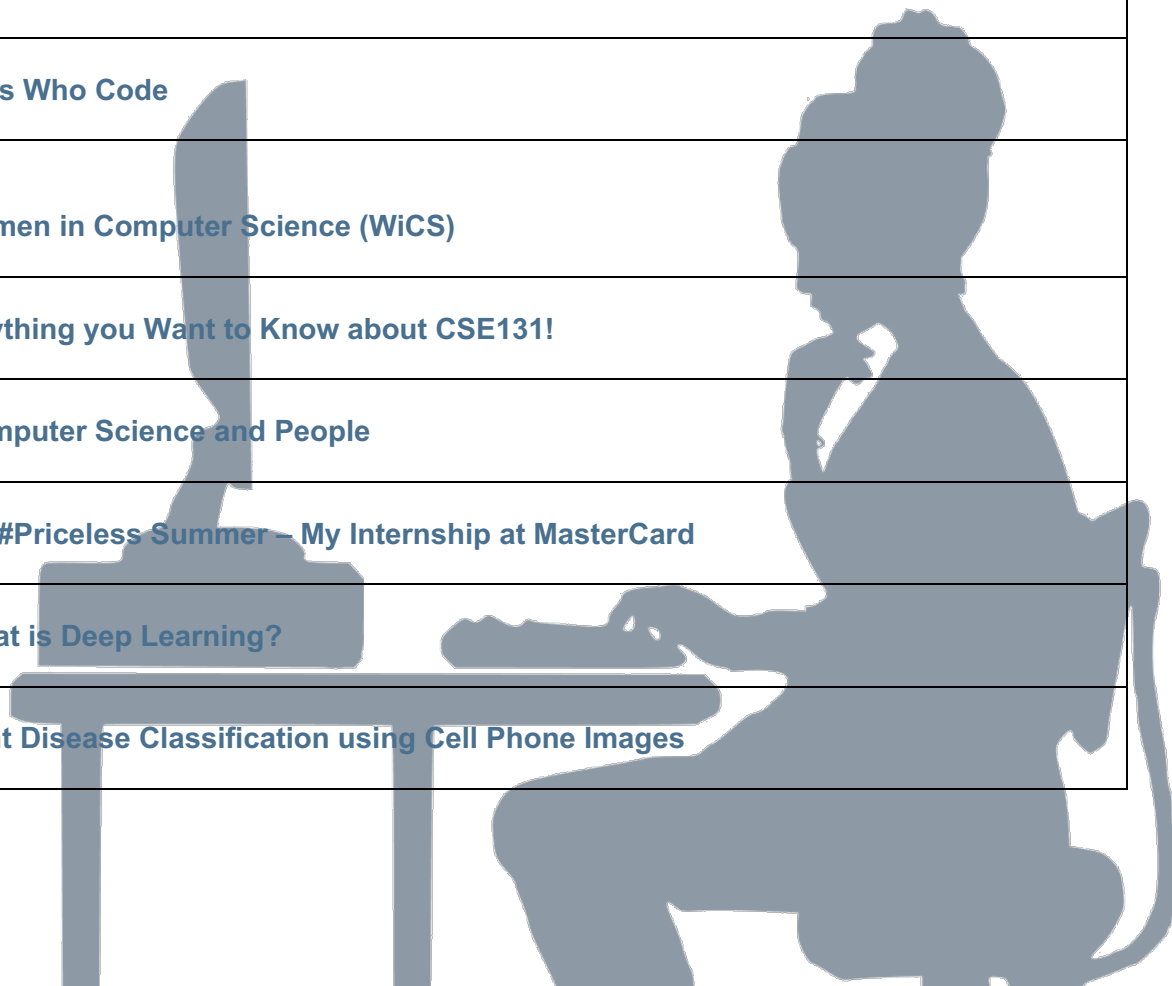 s Who Code
men in Computer Science (WiCS)
ything you Want to Know about CSE131!
mputer Science and People
#Priceless Summer – My Internship at MasterCard
at is Deep Learning?
t Disease Classification using Cell Phone Images